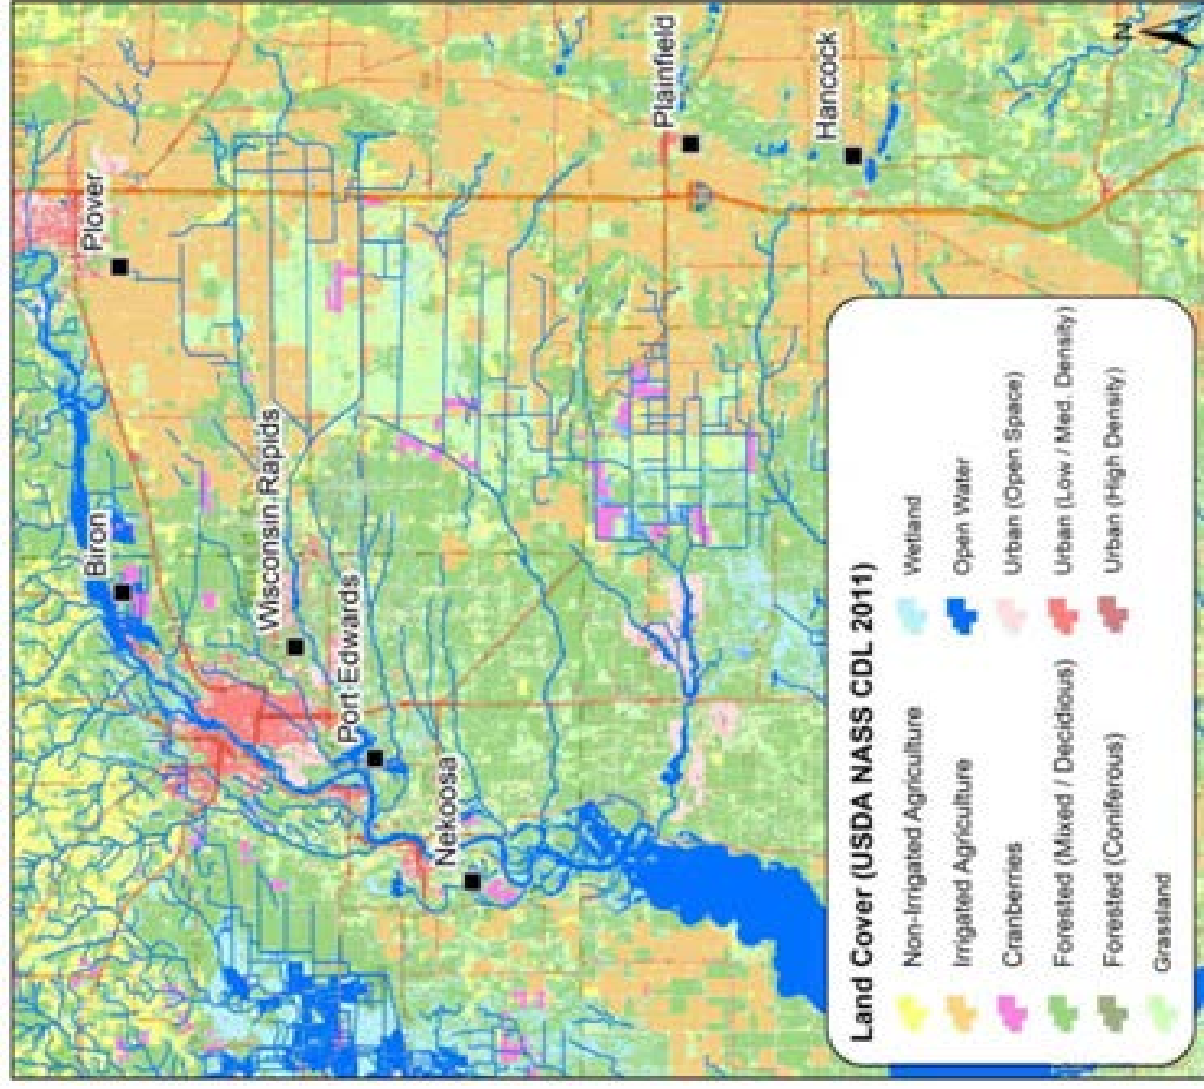 Plover
Biron
Wisconsin Rapids
Port Edwards
Nekoosa
Plainfield
Hancock
N
Land Cover (USDA NASS CDL 2011)
Non-Irrigated Agriculture
Irrigated Agriculture
Cranberries
Forested (Mixed / Decidious)
Forested (Coniferous)
Grassland
Wetland
Open Water
Urban (Open Space)
Urban (Low / Med. Density)
Urban (High Density)